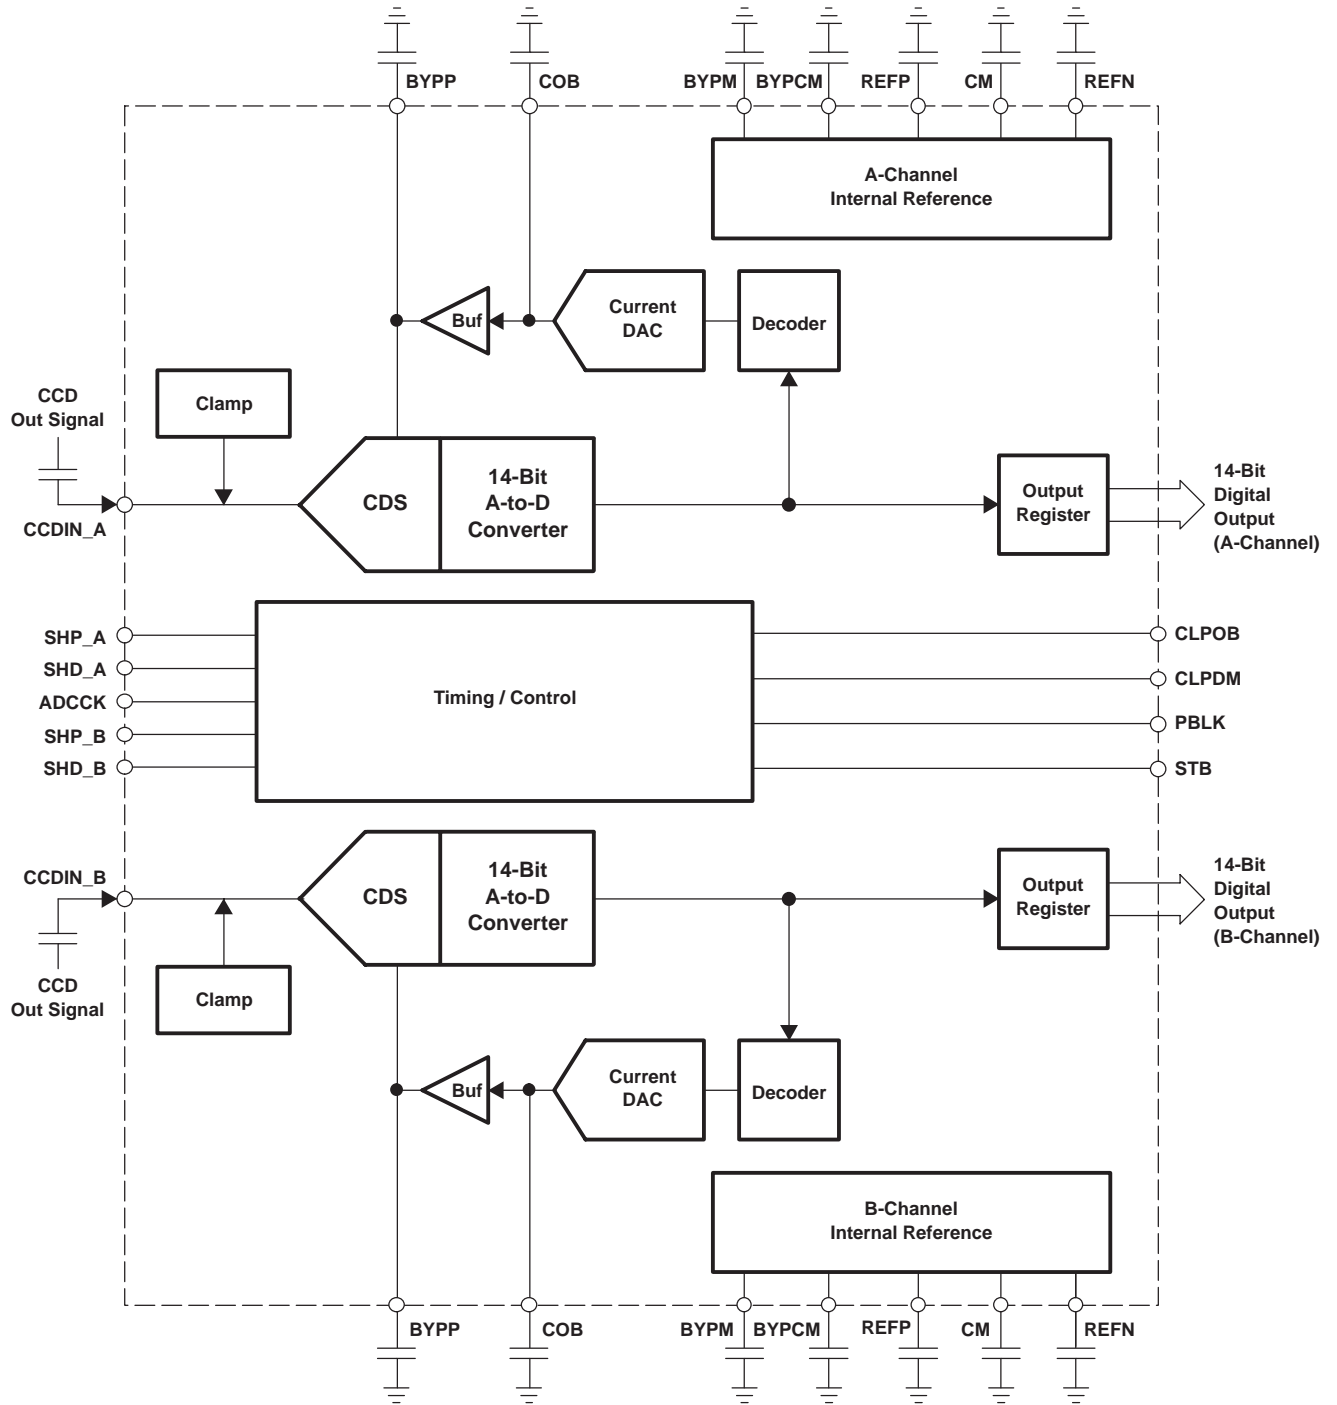 BYPP
COB
BYPM
BYPCM
REFP
CM
REFN
A-Channel
Internal Reference
Buf
Current
DAC
Decoder
CCD
Out Signal
Clamp
CCDIN_A
CDS
14-Bit
A-to-D
Converter
Output
Register
14-Bit
Digital
Output
(A-Channel)
SHP_A
SHD_A
ADCCK
SHP_B
SHD_B
Timing / Control
CLPOB
CLPDM
PBLK
STB
CCDIN_B
CCD
Out Signal
Clamp
CDS
14-Bit
A-to-D
Converter
Output
Register
14-Bit
Digital
Output
(B-Channel)
Buf
Current
DAC
Decoder
B-Channel
Internal Reference
BYPP
COB
BYPM
BYPCM
REFP
CM
REFN